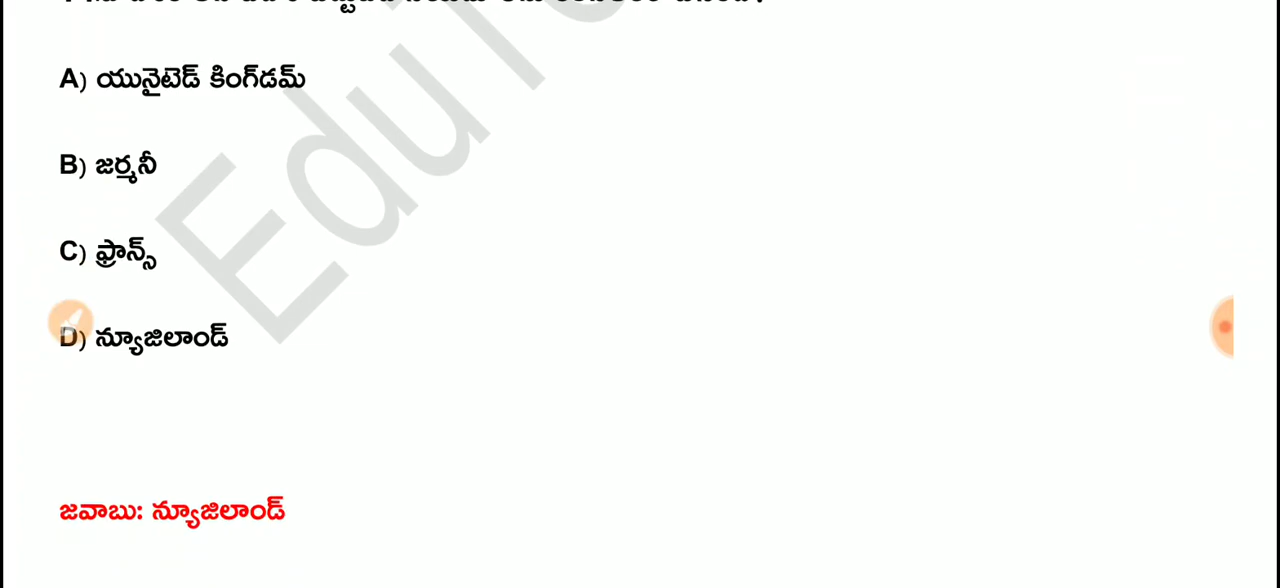 A) యునైటెడ్ కింగ్‌డమ్
B) జర్మనీ
C) ఫ్రాన్స్
D) న్యూజిలాండ్
జవాబు: న్యూజిలాండ్